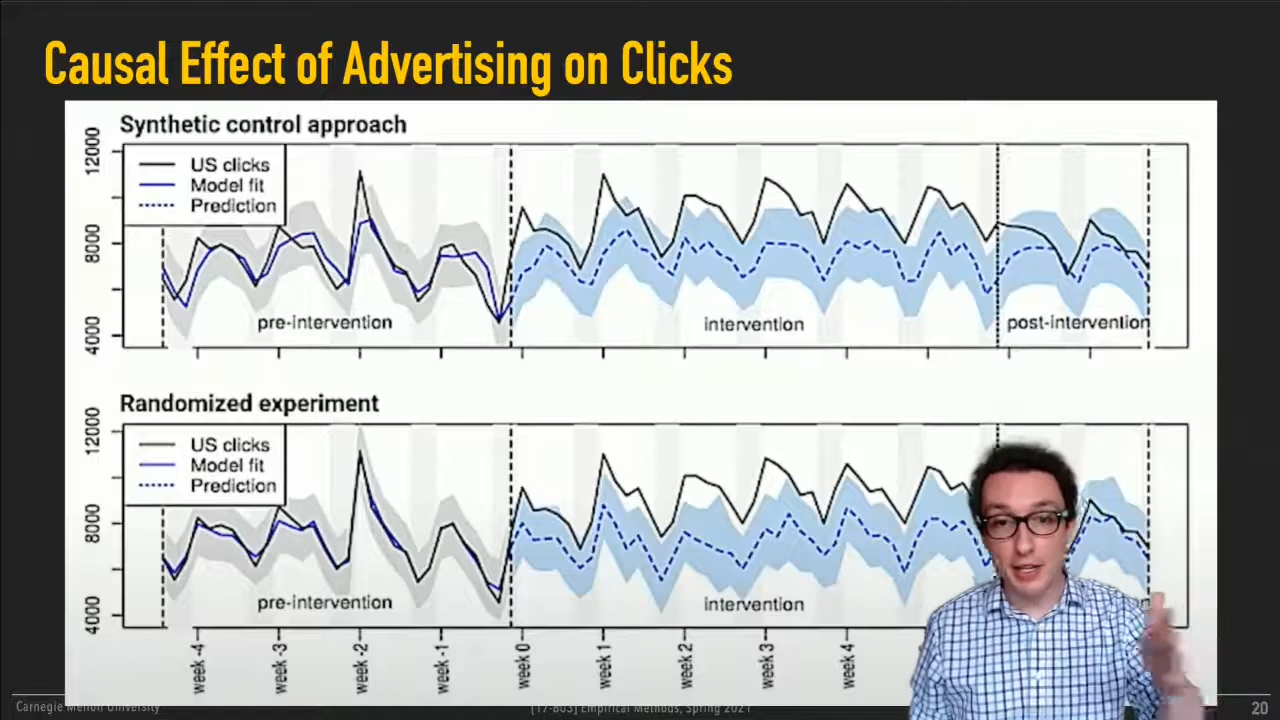 Causal Effect of Advertising on Clicks
Synthetic control approach
12000
8000
4000
US clicks
Model fit
Prediction
pre-intervention
intervention
post-intervention
Randomized experiment
12000
8000
4000
US clicks
Model fit
Prediction
pre-intervention
intervention
week -4
week -3
week -2
week -1
week 0
week 1
week 2
week 3
week 4
Carnegie Mellon University
[17-803] Empirical Methods, Spring 2021
20